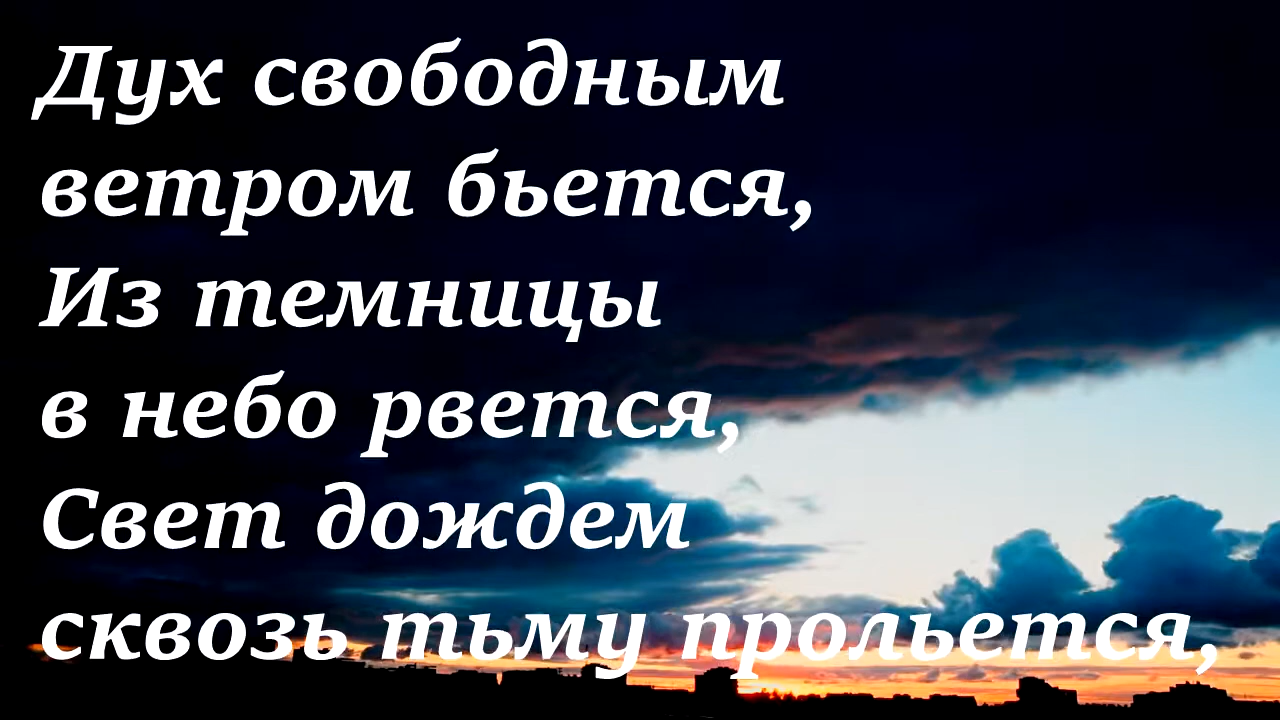 Дух свободным
ветром бьется,
Из темницы
в небо рвется,
Свет дождем
сквозь тьму прольется,